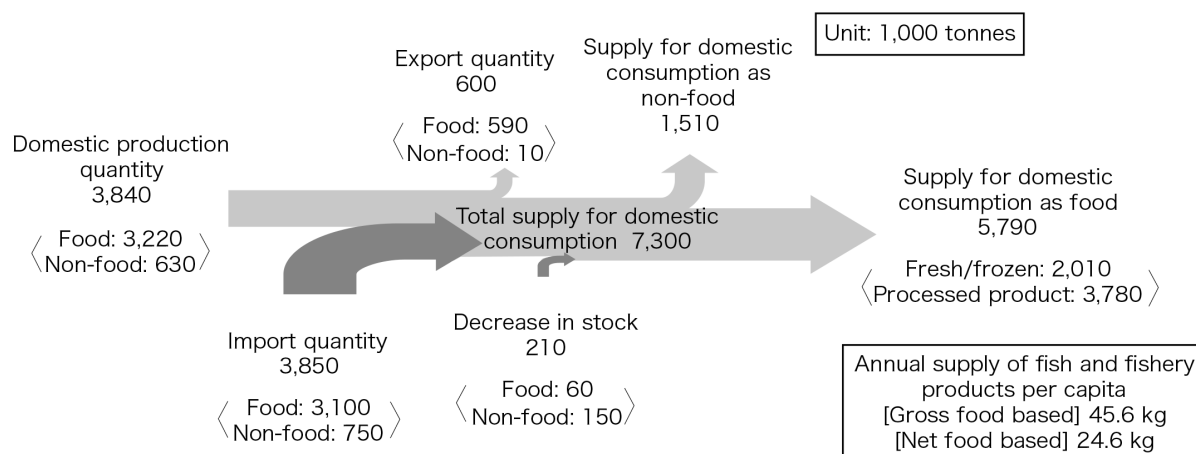 Unit: 1,000 tonnes
Domestic production
quantity
3,840
〈 Food: 3,220
Non-food: 630 〉
Export quantity
600
〈 Food: 590
Non-food: 10 〉
Supply for domestic
consumption as
non-food
1,510
Total supply for domestic
consumption 7,300
Supply for domestic
consumption as food
5,790
〈 Fresh/frozen: 2,010
Processed product: 3,780 〉
Import quantity
3,850
〈 Food: 3,100
Non-food: 750 〉
Decrease in stock
210
〈 Food: 60
Non-food: 150 〉
Annual supply of fish and fishery
products per capita
[Gross food based] 45.6 kg
[Net food based] 24.6 kg